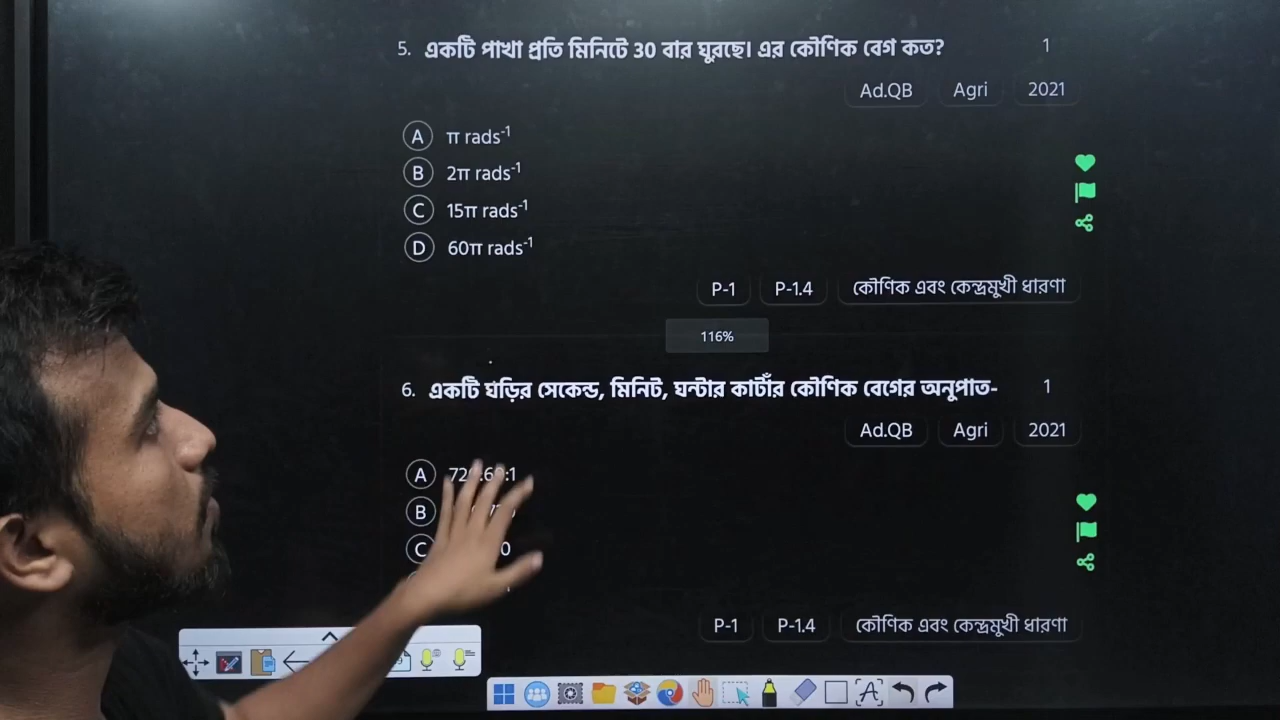 5. একটি পাখা প্রতি মিনিটে 30 বার ঘুরছে। এর কৌণিক বেগ কত? 1
Ad.QB Agri 2021
A π rads⁻¹
B 2π rads⁻¹
C 15π rads⁻¹
D 60π rads⁻¹
P-1 P-1.4 কৌণিক এবং কেন্দ্রমুখী ধারণা
116%
6. একটি ঘড়ির সেকেন্ড, মিনিট, ঘন্টার কাটাঁর কৌণিক বেগের অনুপাত- 1
Ad.QB Agri 2021
A
B
C
P-1 P-1.4 কৌণিক এবং কেন্দ্রমুখী ধারণা